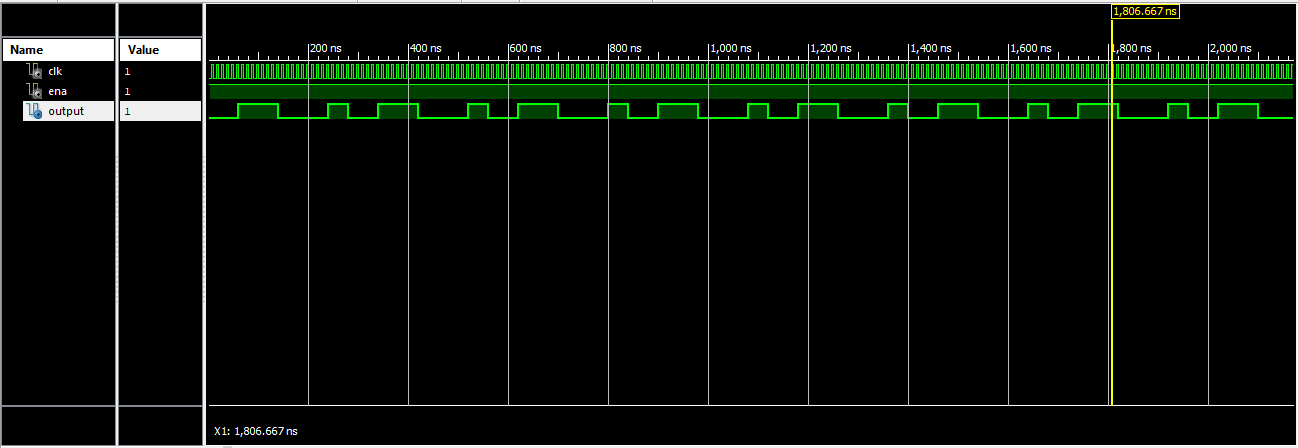 1,806.667 ns
Name Value
200 ns 400 ns 600 ns 800 ns 1,000 ns 1,200 ns 1,400 ns 1,600 ns 1,800 ns 2,000 ns
clk 1
ena 1
output 1
X1: 1,806.667 ns